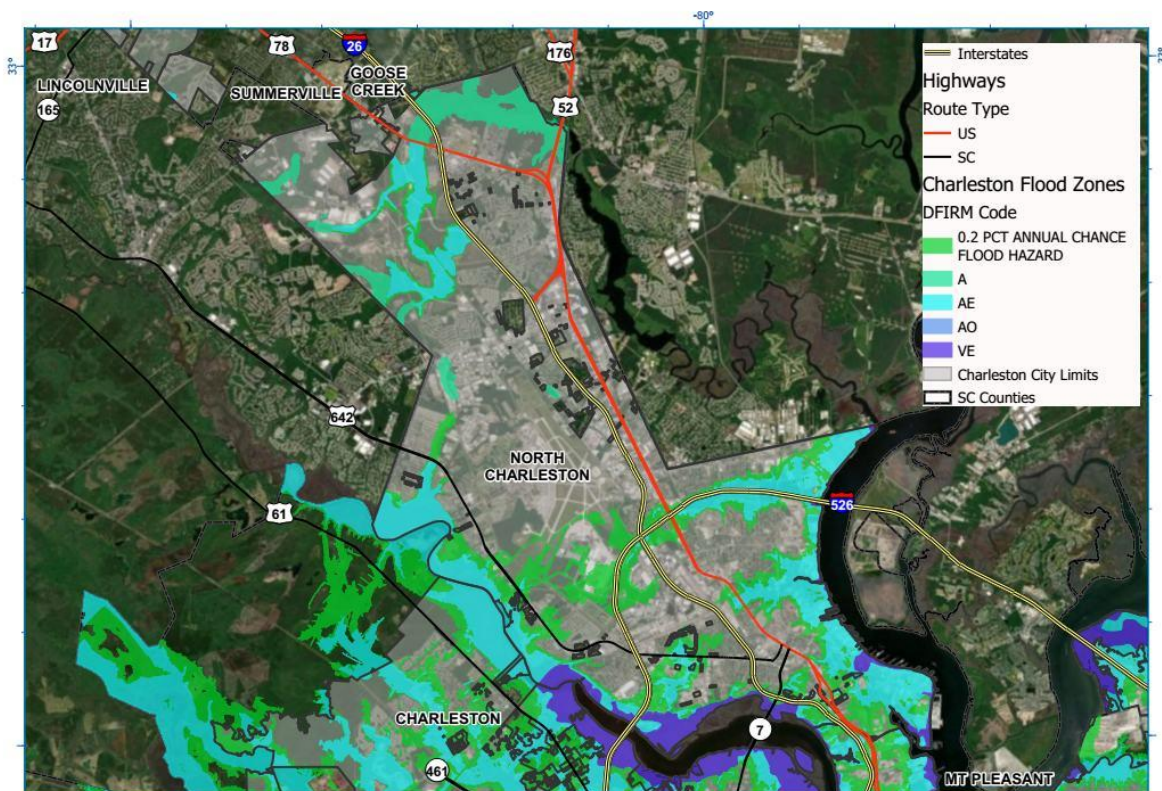 -80°
33°
33°
17
78
26
176
GOOSE
CREEK
LINCOLNVILLE
SUMMERVILLE
165
52
Interstates
Highways
Route Type
US
SC
Charleston Flood Zones
DFIRM Code
0.2 PCT ANNUAL CHANCE
FLOOD HAZARD
A
AE
AO
VE
Charleston City Limits
SC Counties
642
NORTH
CHARLESTON
61
526
CHARLESTON
7
461
MT PLEASANT